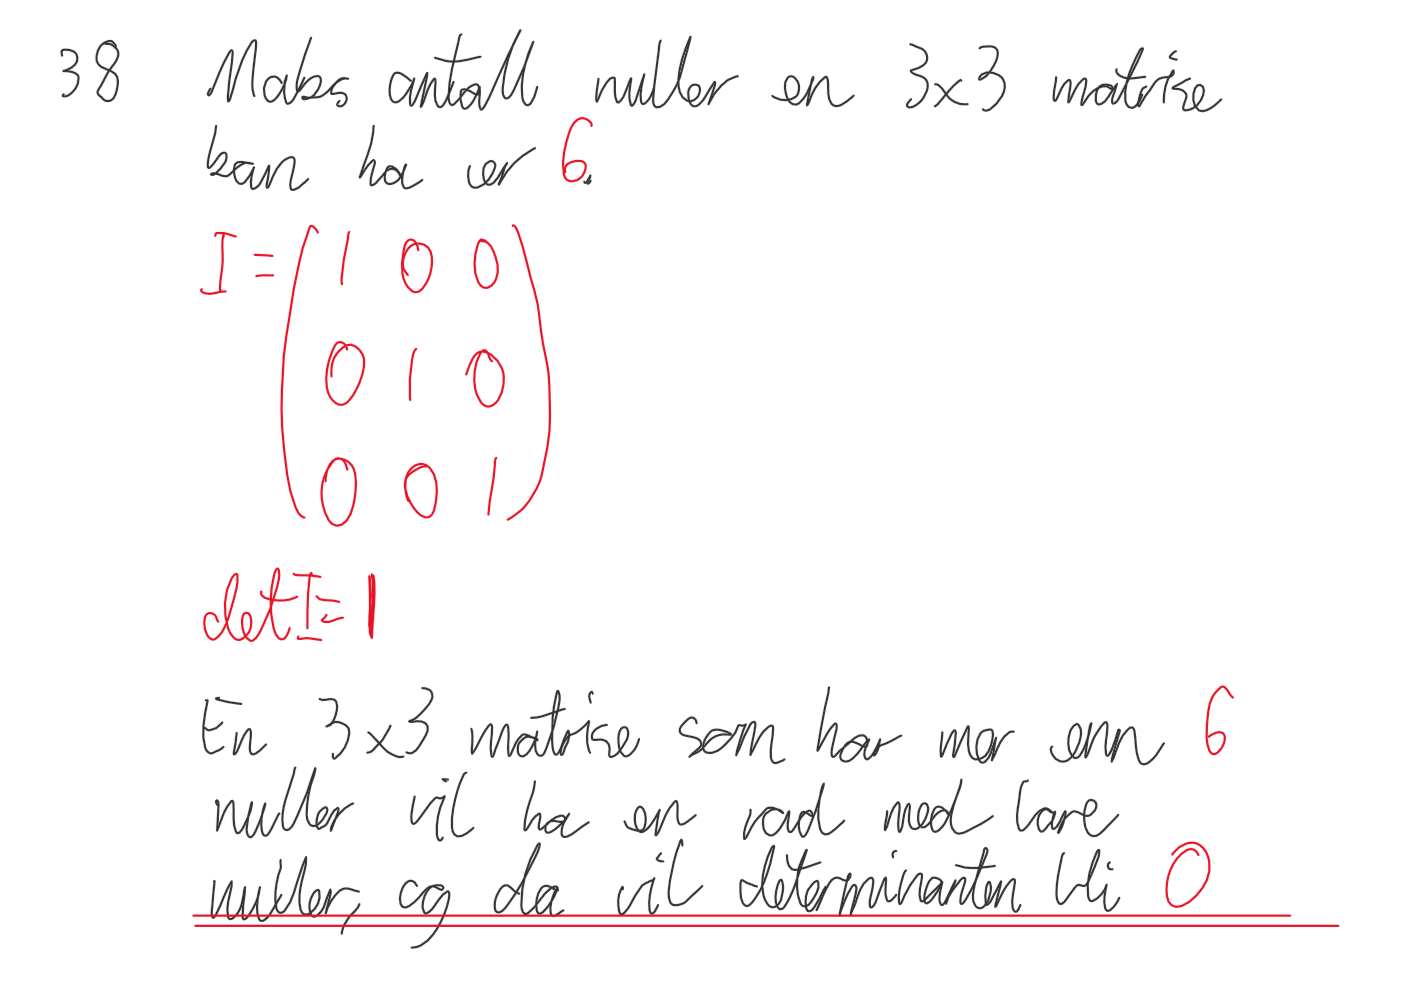 38 Maks antall nuller en 3x3 matrise
kan ha er 6.
I = ( 1 0 0
0 1 0
0 0 1 )
det I = 1
En 3x3 matrise som har mer enn 6
nuller vil ha en rad med bare
nuller, og da vil determinanten bli 0